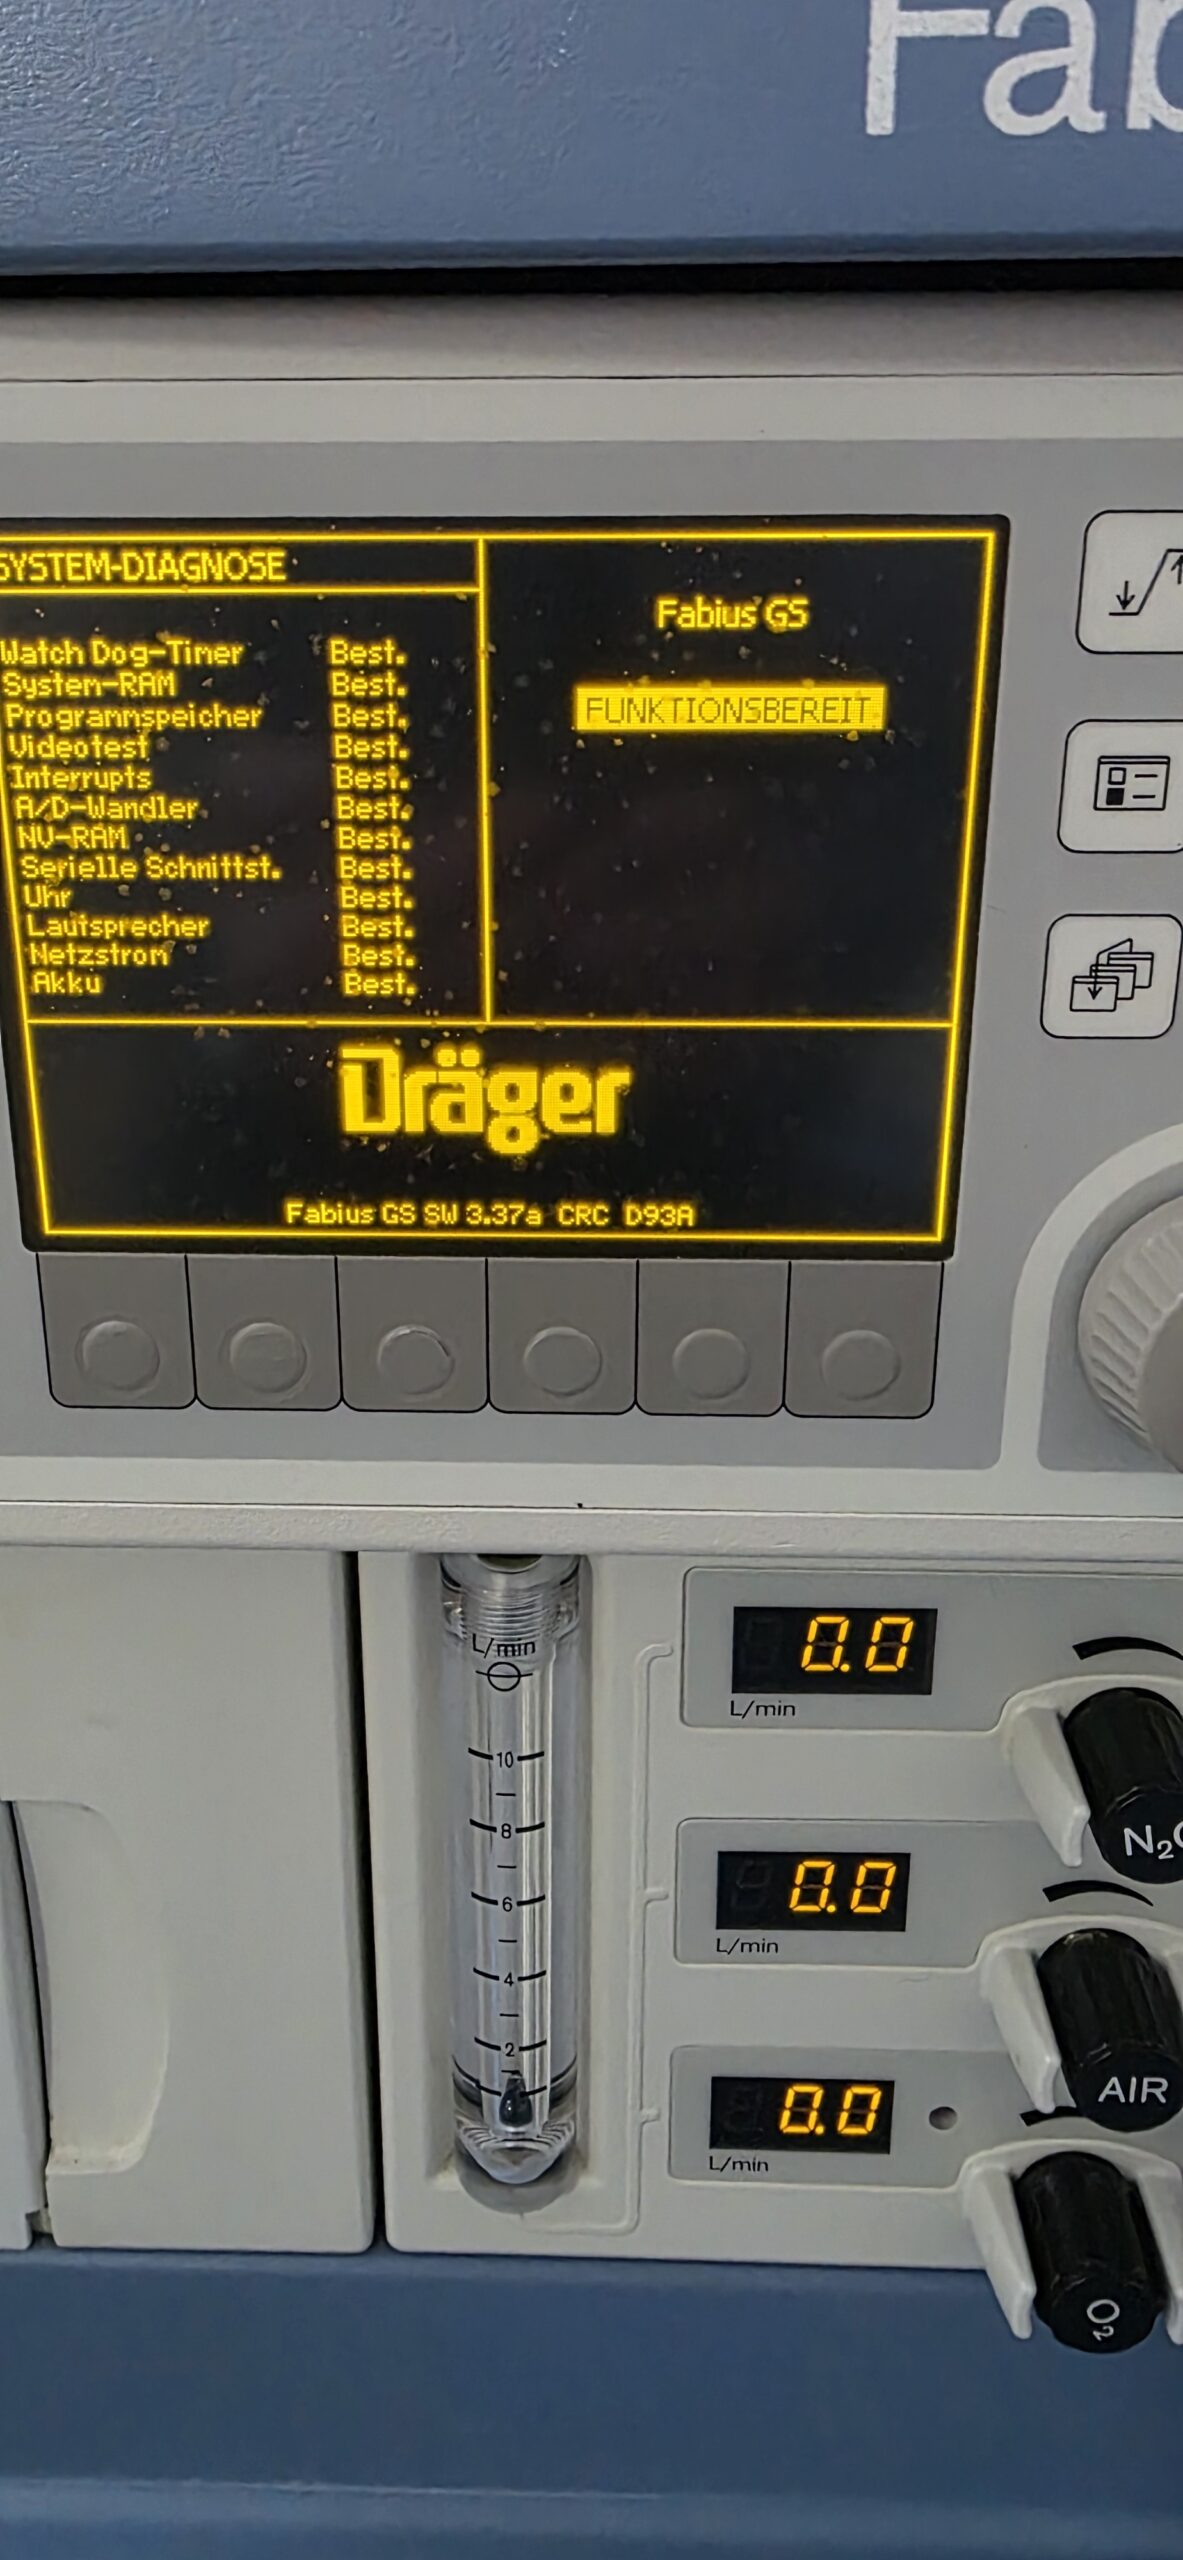 Fab
SYSTEM-DIAGNOSE
Watch Dog-Timer Best.
System-RAM Best.
Programmspeicher Best.
Videotest Best.
Interrupts Best.
A/D-Wandler Best.
NV-RAM Best.
Serielle Schnittst. Best.
Uhr Best.
Lautsprecher Best.
Netzstrom Best.
Akku Best.
Fabius GS
FUNKTIONSBEREIT
Dräger
Fabius GS SW 3.37a CRC D93A
L/min
10
8
6
4
2
0.0
L/min
N₂O
0.0
L/min
AIR
0.0
L/min
O₂